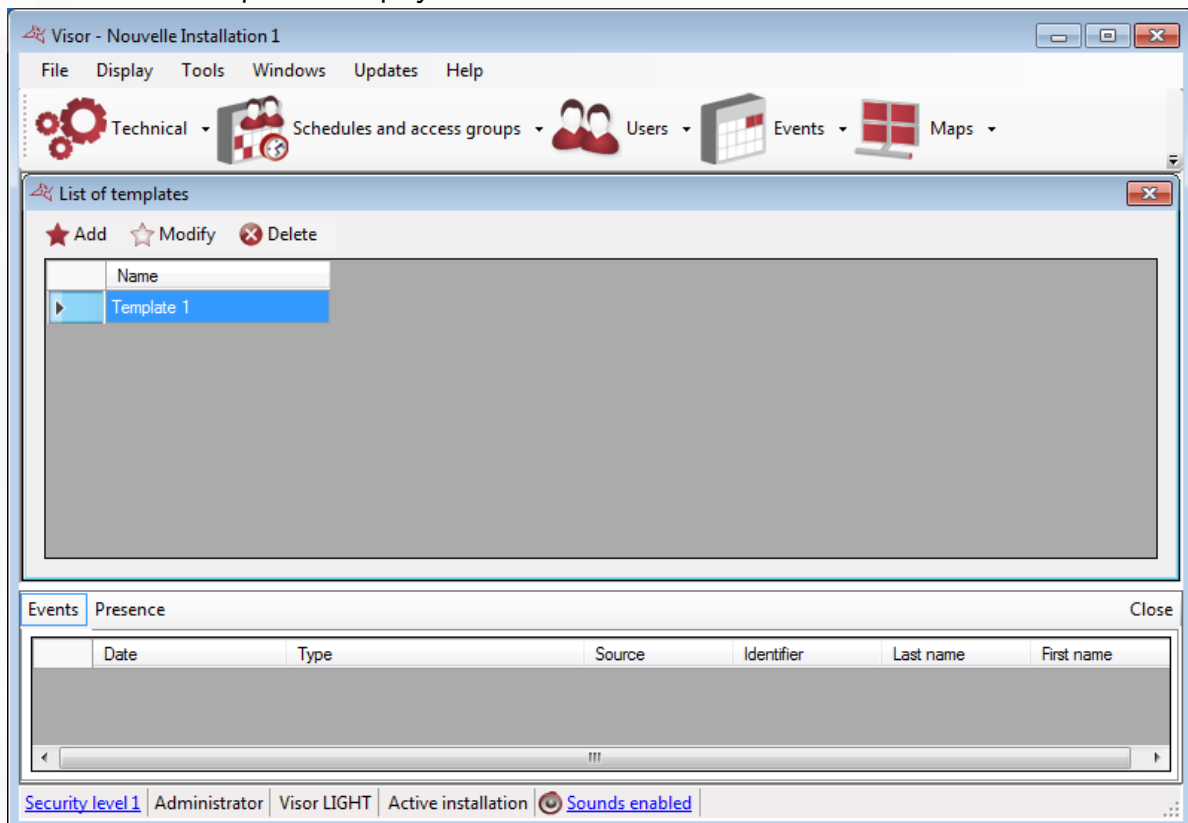 Visor - Nouvelle Installation 1
File Display Tools Windows Updates Help
Technical Schedules and access groups Users Events Maps
List of templates
Add Modify Delete
Name
Template 1
Events Presence Close
Date Type Source Identifier Last name First name
Security level 1 Administrator Visor LIGHT Active installation Sounds enabled